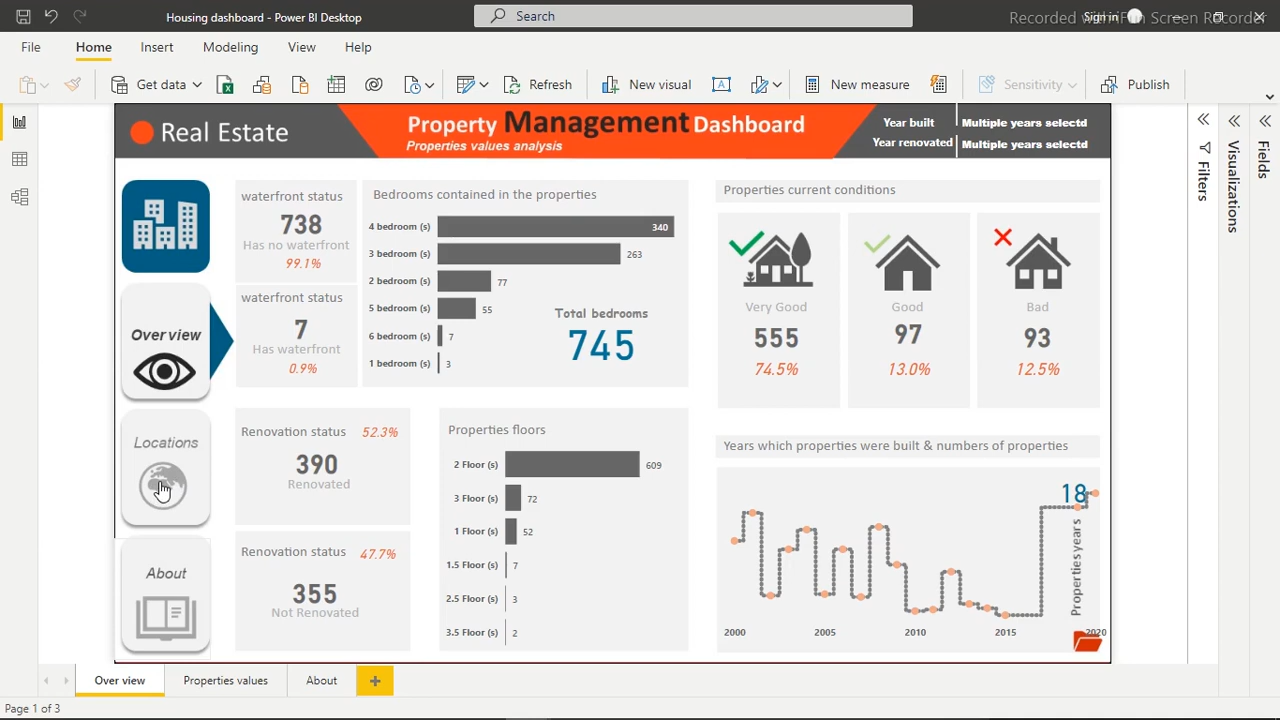 Housing dashboard - Power BI Desktop
Search
Sign in
Recorded with iFun Screen Recorder
File Home Insert Modeling View Help
Get data
Refresh
New visual
New measure
Sensitivity
Publish
Real Estate
Property Management Dashboard
Properties values analysis
Year built Multiple years selectd
Year renovated Multiple years selectd
Over view
Locations
About
waterfront status
738
Has no waterfront
99.1%
waterfront status
7
Has waterfront
0.9%
Bedrooms contained in the properties
4 bedroom (s) 340
3 bedroom (s) 263
2 bedroom (s) 77
5 bedroom (s) 55
6 bedroom (s) 7
1 bedroom (s) 3
Total bedrooms
745
Properties current conditions
Very Good
555
74.5%
Good
97
13.0%
Bad
93
12.5%
Renovation status 52.3%
390
Renovated
Renovation status 47.7%
355
Not Renovated
Properties floors
2 Floor (s) 609
3 Floor (s) 72
1 Floor (s) 52
1.5 Floor (s) 7
2.5 Floor (s) 3
3.5 Floor (s) 2
Years which properties were built & numbers of properties
18
Properties years
2000 2005 2010 2015 2020
Filters
Visualizations
Fields
Over view Properties values About
Page 1 of 3